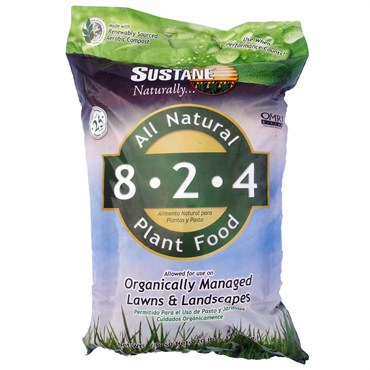 Made with
Renewably Sourced
Aerobic Compost
Use When
Performance Counts!
SUSTANE
Naturally...
All Natural
8·2·4
Alimento Natural para
Plantas y Pasto
Plant Food
OMRI
25
Allowed for use on
Organically Managed
Lawns & Landscapes
Permitido Para el Uso de Pasto y Jardines
Cuidados Orgánicamente